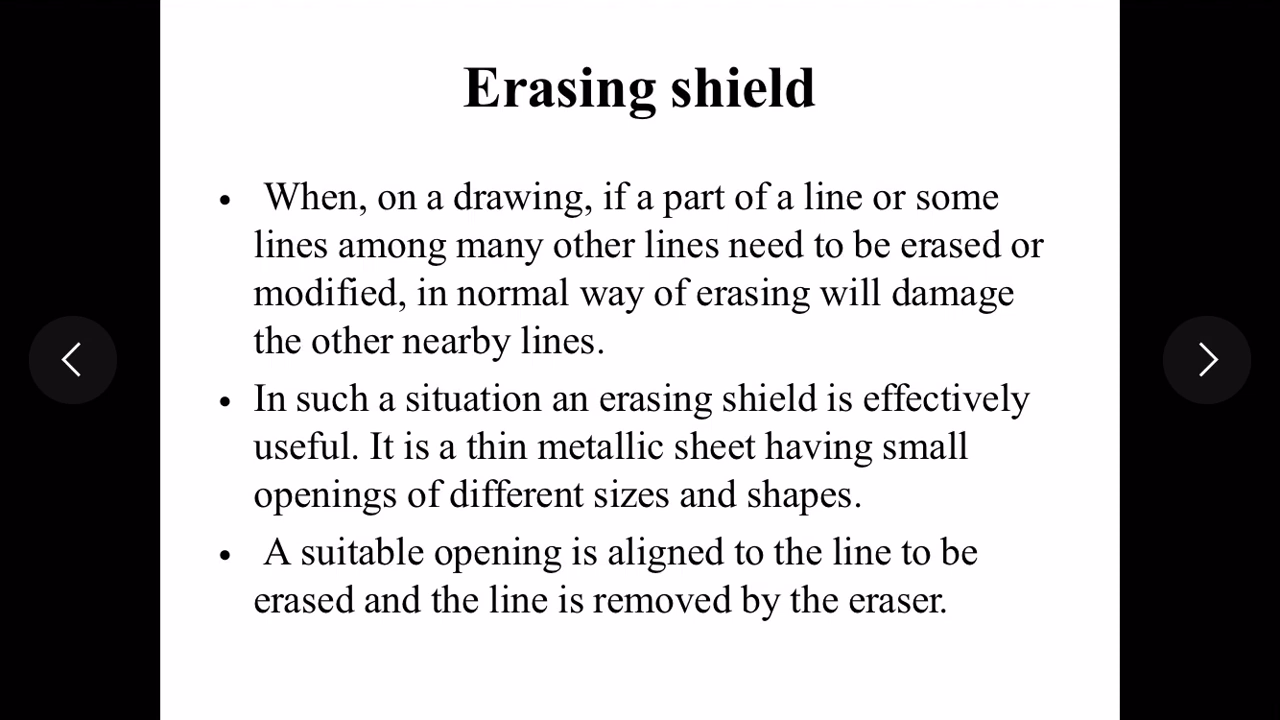 Erasing shield
• When, on a drawing, if a part of a line or some
lines among many other lines need to be erased or
modified, in normal way of erasing will damage
the other nearby lines.
• In such a situation an erasing shield is effectively
useful. It is a thin metallic sheet having small
openings of different sizes and shapes.
• A suitable opening is aligned to the line to be
erased and the line is removed by the eraser.